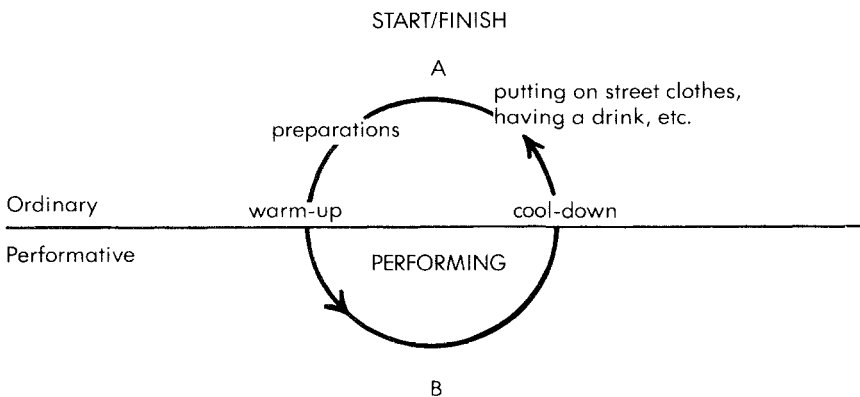 START/FINISH
A
putting on street clothes,
having a drink, etc.
preparations
Ordinary
warm-up
cool-down
Performative
PERFORMING
B